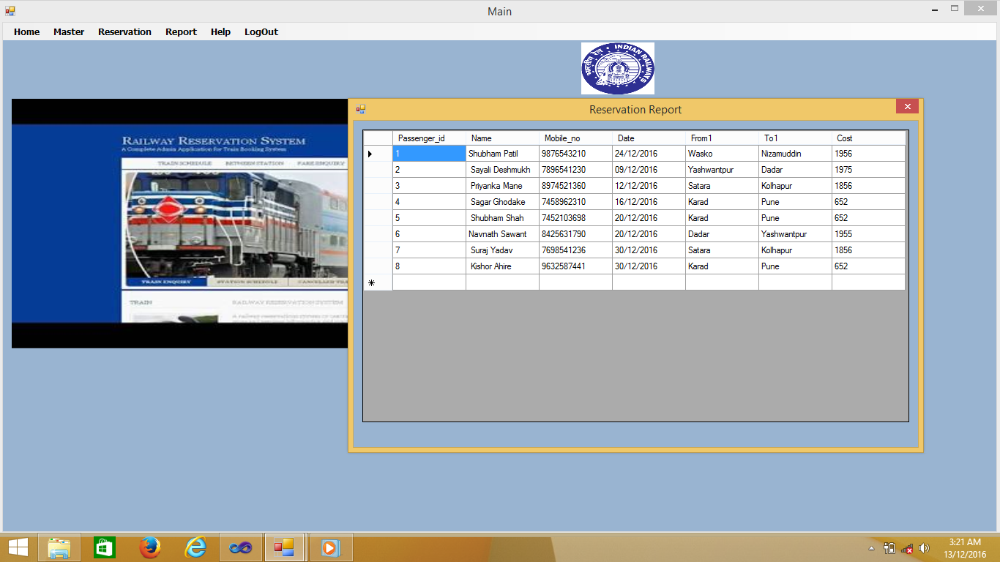 Main
Home Master Reservation Report Help LogOut
भारतीय रेल • INDIAN RAILWAYS
RAILWAY RESERVATION SYSTEM
A Complete Admin Application for Train Booking System
TRAIN SCHEDULE BETWEEN STATION FARE ENQUIRY
TRAIN ENQUIRY STATION SCHEDULE CANCELLED TRA
TRAIN RAILWAY RESERVATION SYSTEM
Reservation Report
Passenger_id Name Mobile_no Date From1 To1 Cost
1 Shubham Patil 9876543210 24/12/2016 Wasko Nizamuddin 1956
2 Sayali Deshmukh 7896541230 09/12/2016 Yashwantpur Dadar 1975
3 Priyanka Mane 8974521360 12/12/2016 Satara Kolhapur 1856
4 Sagar Ghodake 7458962310 16/12/2016 Karad Pune 652
5 Shubham Shah 7452103698 20/12/2016 Karad Pune 652
6 Navnath Sawant 8425631790 20/12/2016 Dadar Yashwantpur 1955
7 Suraj Yadav 7698541236 30/12/2016 Satara Kolhapur 1856
8 Kishor Ahire 9632587441 30/12/2016 Karad Pune 652
3:21 AM
13/12/2016